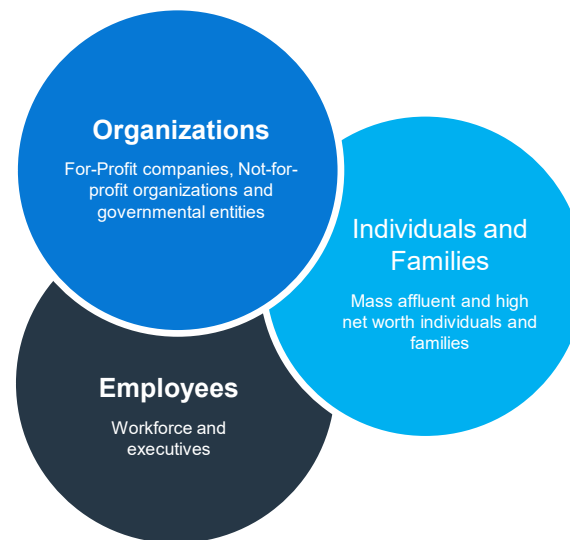 Organizations
For-Profit companies, Not-for-
profit organizations and
governmental entities
Individuals and
Families
Mass affluent and high
net worth individuals and
families
Employees
Workforce and
executives